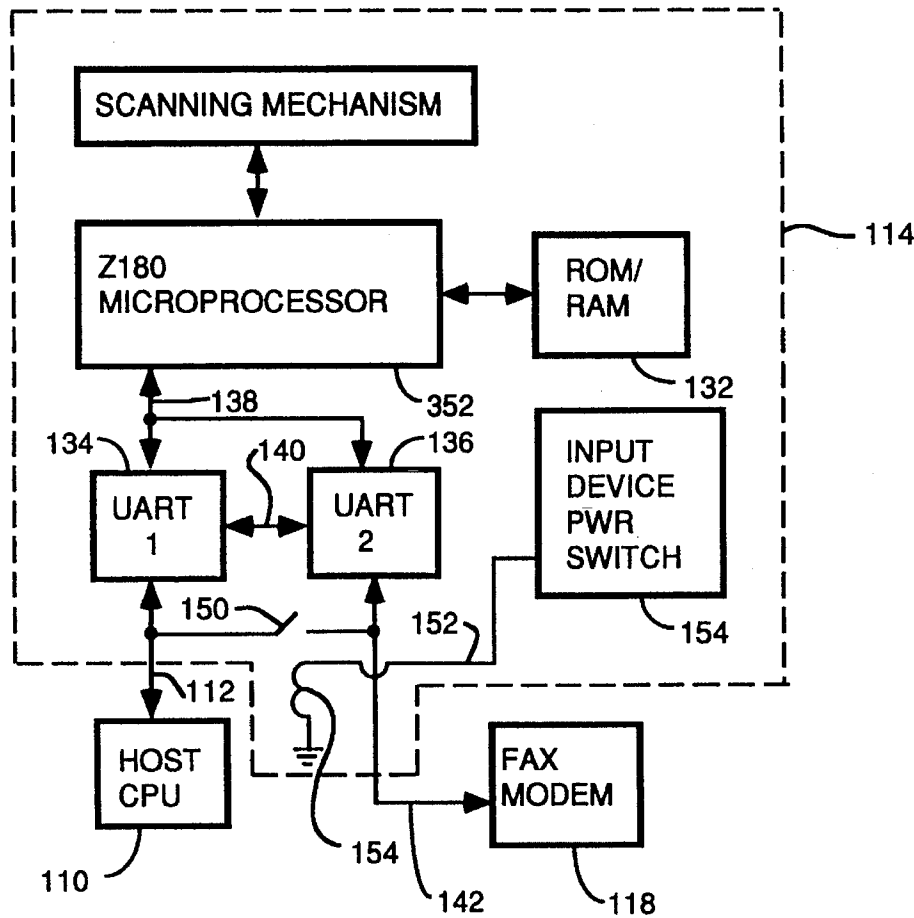 SCANNING MECHANISM
114
Z180
MICROPROCESSOR
ROM/
RAM
138
352
132
134
140
136
INPUT
DEVICE
PWR
SWITCH
UART
1
UART
2
150
152
154
112
HOST
CPU
FAX
MODEM
110
154
142
118